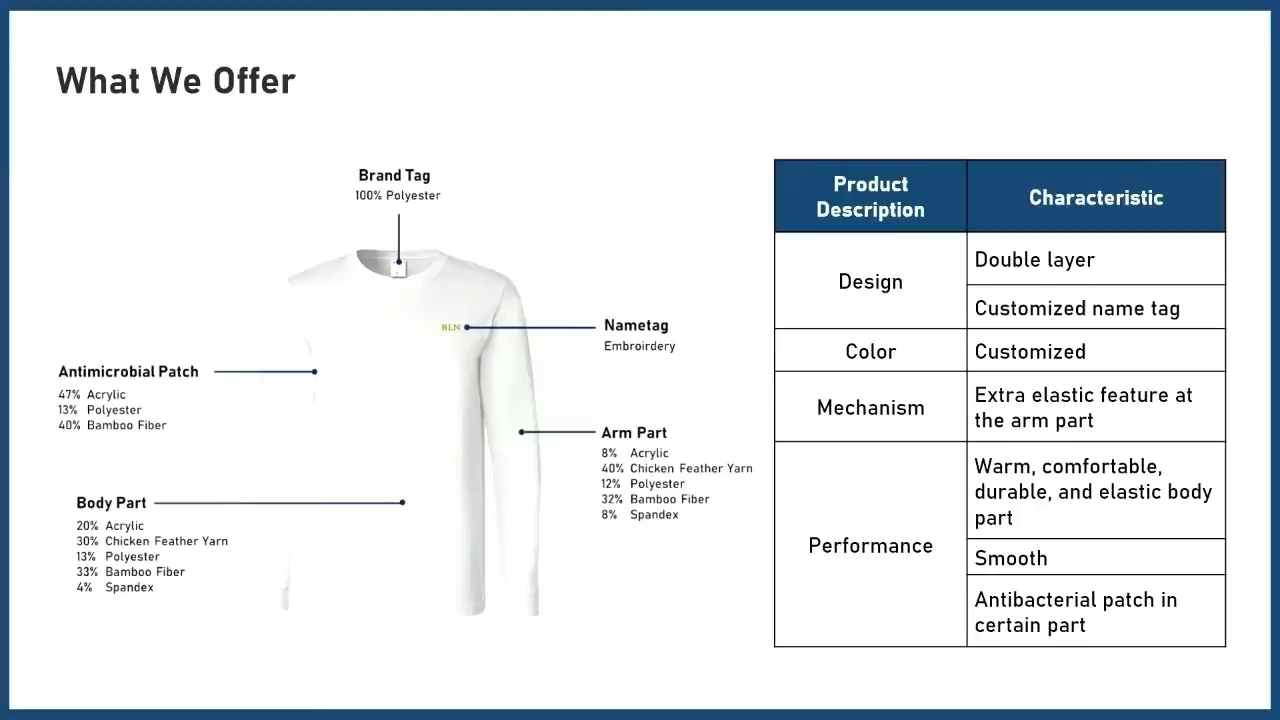 What We Offer
Brand Tag
100% Polyester
BLN
Nametag
Embroirdery
Antimicrobial Patch
47% Acrylic
13% Polyester
40% Bamboo Fiber
Arm Part
8% Acrylic
40% Chicken Feather Yarn
12% Polyester
32% Bamboo Fiber
8% Spandex
Body Part
20% Acrylic
30% Chicken Feather Yarn
13% Polyester
33% Bamboo Fiber
4% Spandex
Product
Description
Characteristic
Design
Double layer
Customized name tag
Color
Customized
Mechanism
Extra elastic feature at
the arm part
Performance
Warm, comfortable,
durable, and elastic body
part
Smooth
Antibacterial patch in
certain part